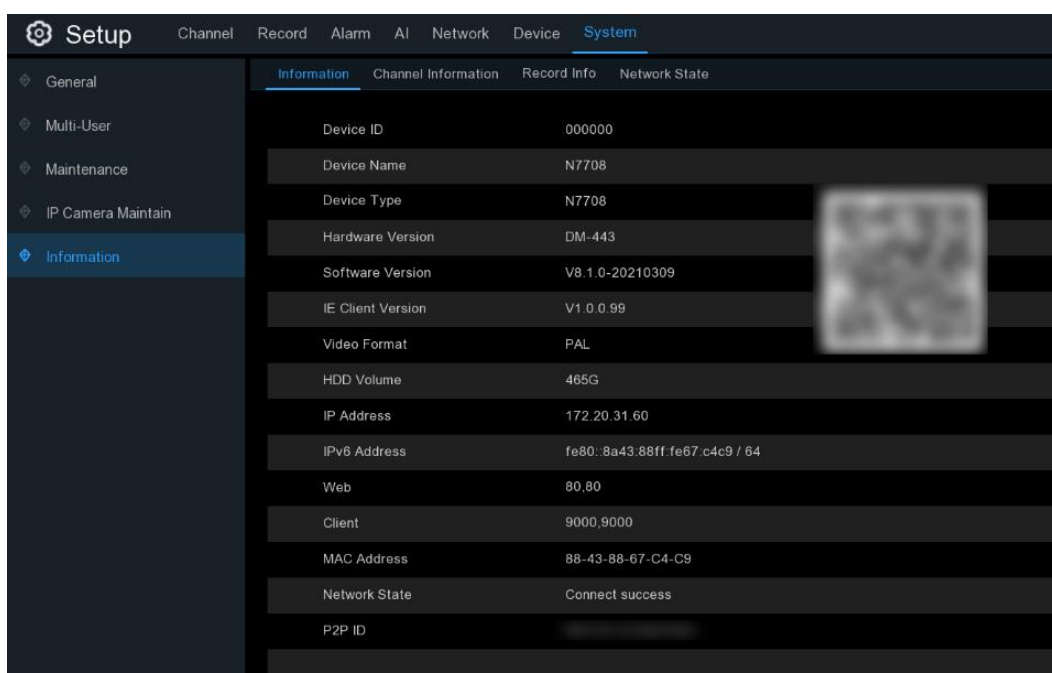 Setup Channel Record Alarm AI Network Device System
Information Channel Information Record Info Network State
General
Multi-User
Maintenance
IP Camera Maintain
Information
Device ID 000000
Device Name N7708
Device Type N7708
Hardware Version DM-443
Software Version V8.1.0-20210309
IE Client Version V1.0.0.99
Video Format PAL
HDD Volume 465G
IP Address 172.20.31.60
IPv6 Address fe80::8a43:88ff:fe67:c4c9 / 64
Web 80,80
Client 9000,9000
MAC Address 88-43-88-67-C4-C9
Network State Connect success
P2P ID